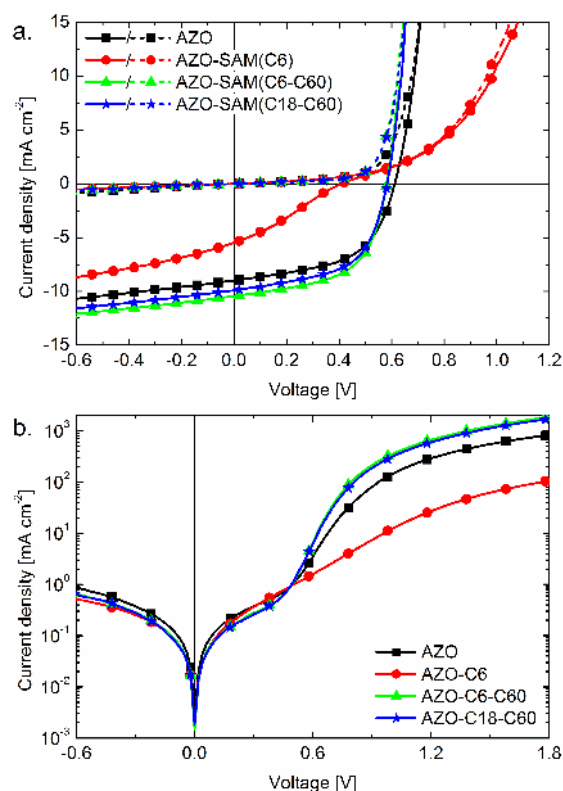 a.
AZO
AZO-SAM(C6)
AZO-SAM(C6-C60)
AZO-SAM(C18-C60)
Current density [mA cm-2]
15
10
5
0
-5
-10
-15
-0.6 -0.4 -0.2 0.0 0.2 0.4 0.6 0.8 1.0 1.2
Voltage [V]
b.
Current density [mA cm-2]
10^3
10^2
10^1
10^0
10^-1
10^-2
10^-3
AZO
AZO-C6
AZO-C6-C60
AZO-C18-C60
-0.6 0.0 0.6 1.2 1.8
Voltage [V]